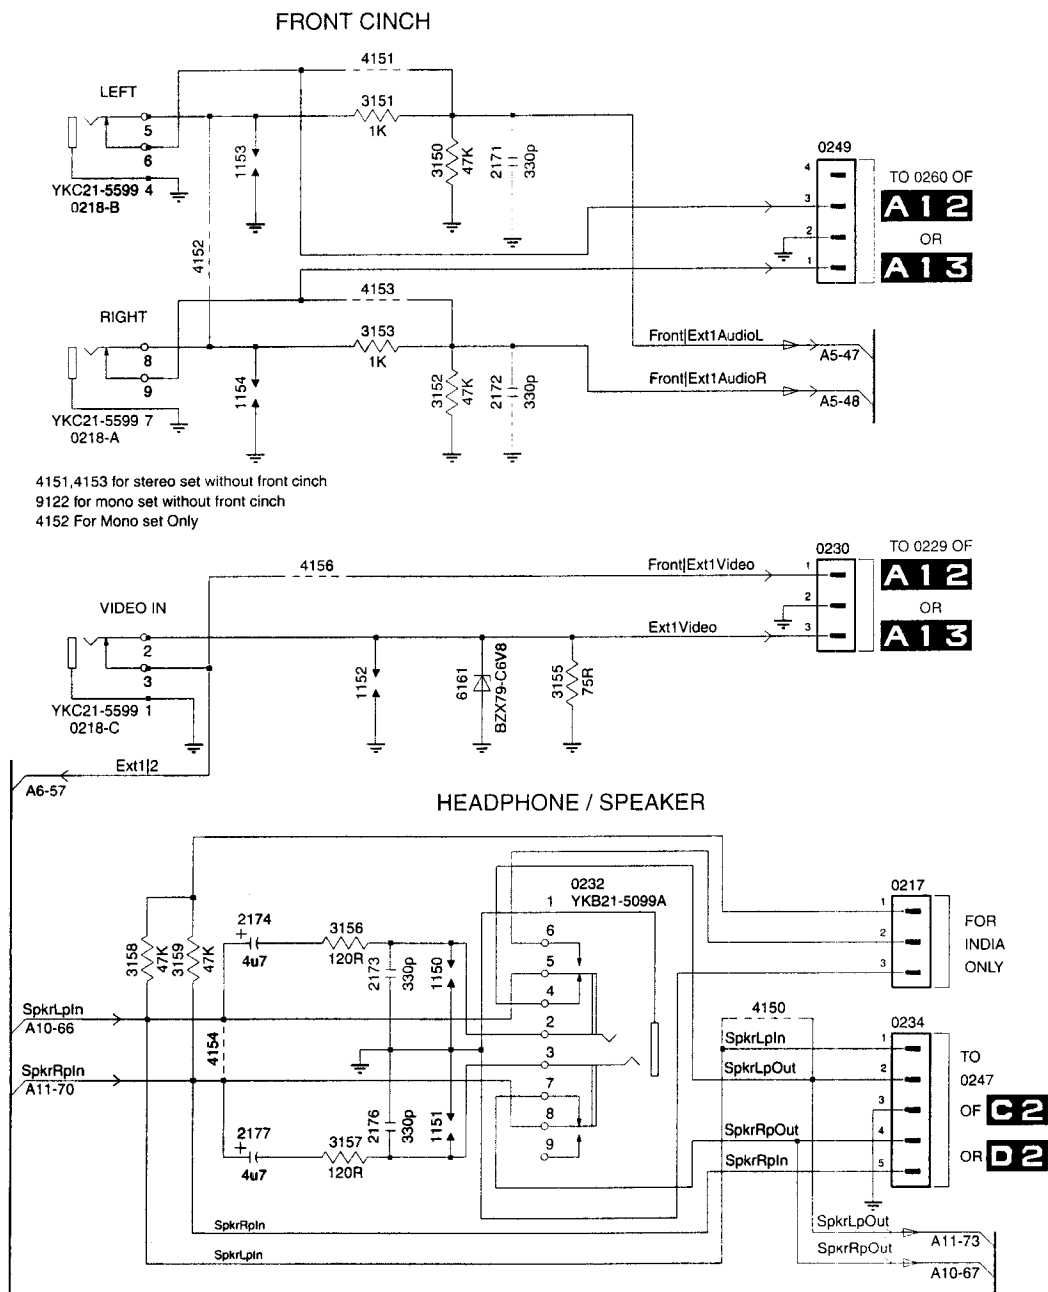 FRONT CINCH
4151
LEFT
3151
1K
5
6
YKC21-5599 4
0218-B
1153
3150
47K
2171
330p
0249
4
3
2
1
TO 0260 OF
A12
OR
A13
4152
4153
RIGHT
3153
1K
8
9
YKC21-5599 7
0218-A
1154
3152
47K
2172
330p
Front|Ext1AudioL
A5-47
Front|Ext1AudioR
A5-48
4151,4153 for stereo set without front cinch
9122 for mono set without front cinch
4152 For Mono set Only
4156
Front|Ext1Video
0230
1
2
3
TO 0229 OF
A12
OR
A13
VIDEO IN
2
3
YKC21-5599 1
0218-C
Ext1Video
1152
6161
BZX79-C6V8
3155
75R
Ext1|2
A6-57
HEADPHONE / SPEAKER
0232
YKB21-5099A
1
6
5
4
2
3
7
8
9
0217
1
2
3
FOR
INDIA
ONLY
3158
47K
3159
47K
+
2174
4u7
3156
120R
2173
330p
1150
SpkrLpIn
A10-66
4154
SpkrRpIn
A11-70
+
2177
4u7
3157
120R
2176
330p
1151
4150
SpkrLpIn
SpkrLpOut
SpkrRpOut
SpkrRpIn
0234
1
2
3
4
5
TO
0247
OF C2
OR D2
SpkrRpIn
SpkrLpIn
SpkrLpOut
A11-73
SpkrRpOut
A10-67